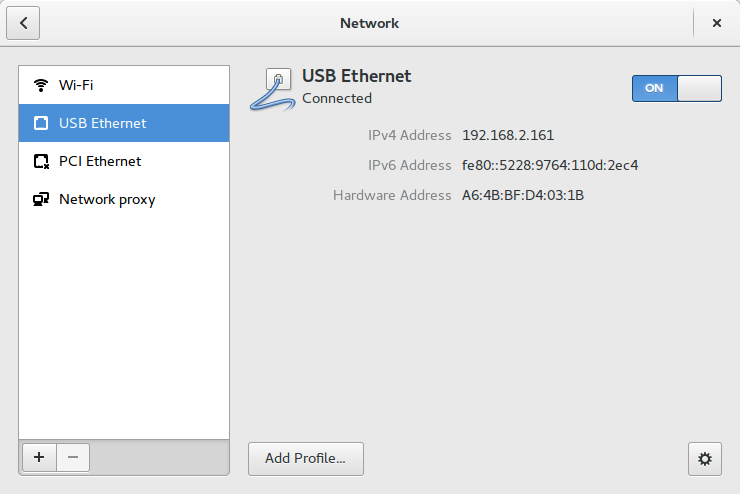 Network
Wi-Fi
USB Ethernet
PCI Ethernet
Network proxy
USB Ethernet
Connected
ON
IPv4 Address 192.168.2.161
IPv6 Address fe80::5228:9764:110d:2ec4
Hardware Address A6:4B:BF:D4:03:1B
Add Profile...